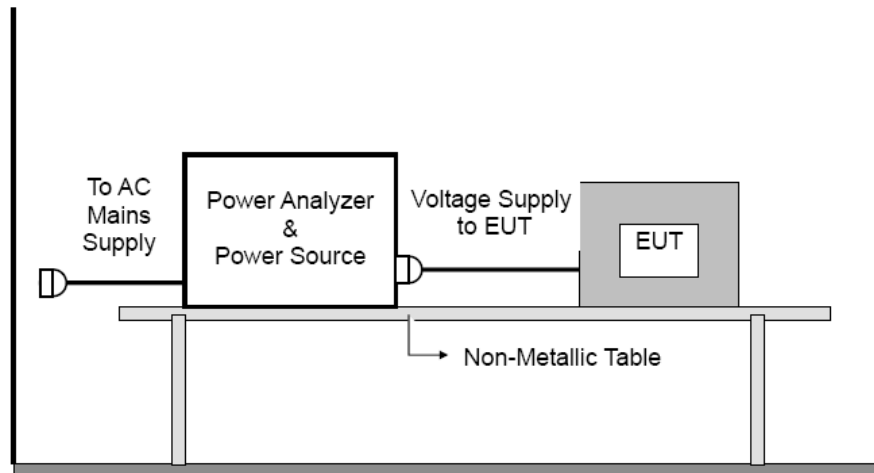 To AC
Mains
Supply
Power Analyzer
&
Power Source
Voltage Supply
to EUT
EUT
Non-Metallic Table